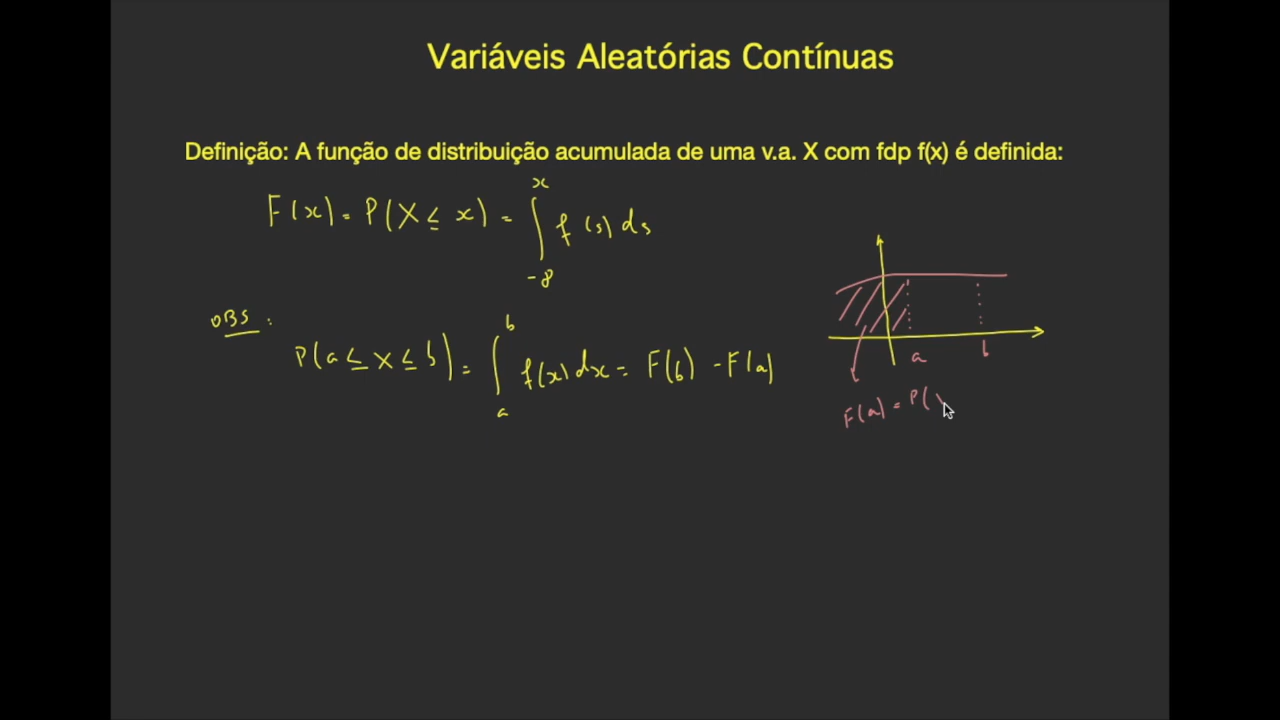 Variáveis Aleatórias Contínuas
Definição: A função de distribuição acumulada de uma v.a. X com fdp f(x) é definida:
F(x) = P(X ≤ x) = ∫_{-∞}^{x} f(s) ds
OBS:
P(a ≤ X ≤ b) = ∫_{a}^{b} f(x) dx = F(b) - F(a)
a b
F(a) = P(